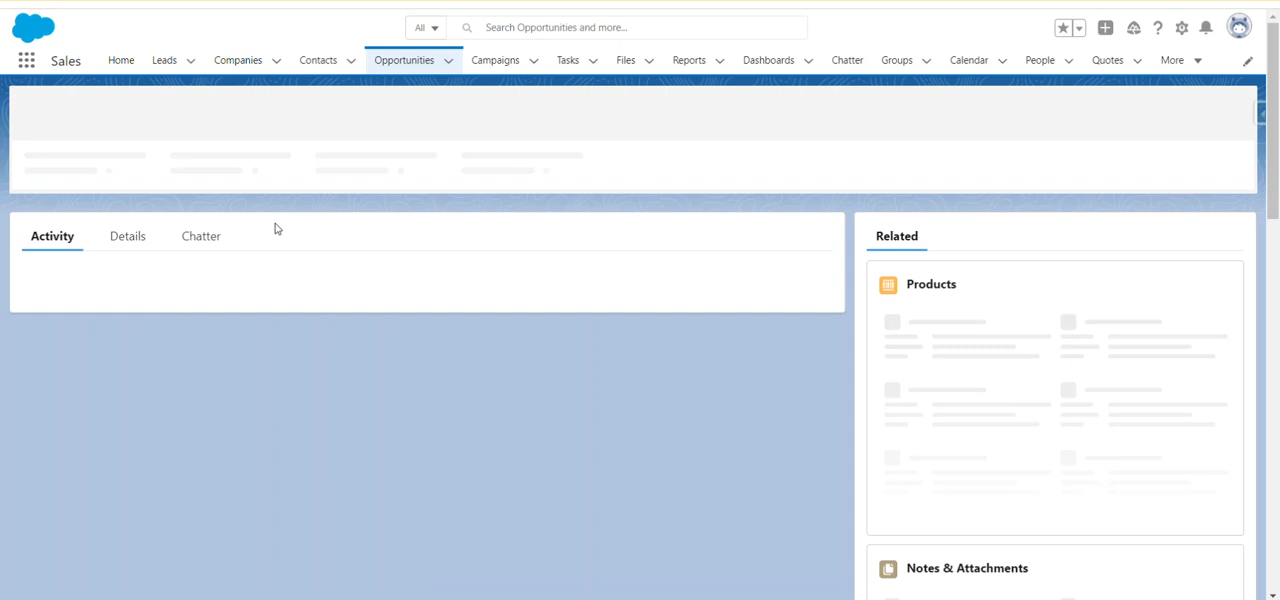 All
Search Opportunities and more...
Sales
Home
Leads
Companies
Contacts
Opportunities
Campaigns
Tasks
Files
Reports
Dashboards
Chatter
Groups
Calendar
People
Quotes
More
Activity
Details
Chatter
Related
Products
Notes & Attachments